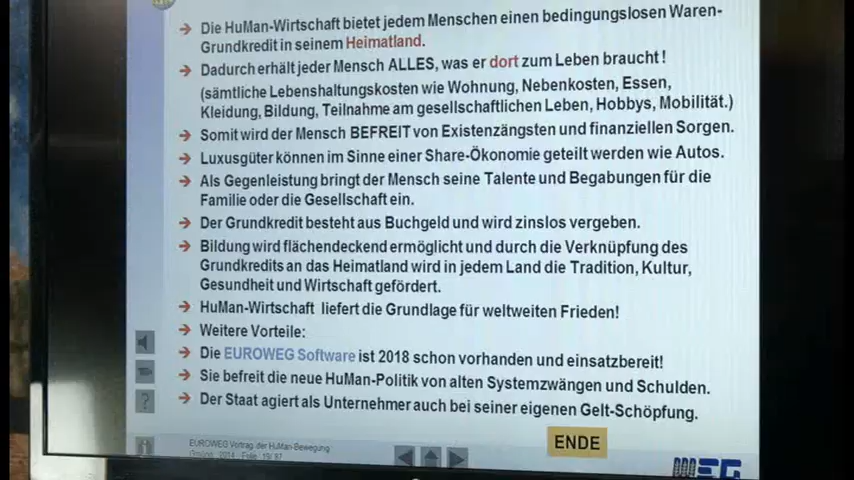 → Die HuMan-Wirtschaft bietet jedem Menschen einen bedingungslosen Waren-
Grundkredit in seinem Heimatland.
→ Dadurch erhält jeder Mensch ALLES, was er dort zum Leben braucht!
(sämtliche Lebenshaltungskosten wie Wohnung, Nebenkosten, Essen,
Kleidung, Bildung, Teilnahme am gesellschaftlichen Leben, Hobbys, Mobilität.)
→ Somit wird der Mensch BEFREIT von Existenzängsten und finanziellen Sorgen.
→ Luxusgüter können im Sinne einer Share-Ökonomie geteilt werden wie Autos.
→ Als Gegenleistung bringt der Mensch seine Talente und Begabungen für die
Familie oder die Gesellschaft ein.
→ Der Grundkredit besteht aus Buchgeld und wird zinslos vergeben.
→ Bildung wird flächendeckend ermöglicht und durch die Verknüpfung des
Grundkredits an das Heimatland wird in jedem Land die Tradition, Kultur,
Gesundheit und Wirtschaft gefördert.
→ HuMan-Wirtschaft liefert die Grundlage für weltweiten Frieden!
→ Weitere Vorteile:
→ Die EUROWEG Software ist 2018 schon vorhanden und einsatzbereit!
→ Sie befreit die neue HuMan-Politik von alten Systemzwängen und Schulden.
→ Der Staat agiert als Unternehmer auch bei seiner eigenen Gelt-Schöpfung.
?
EUROWEG Vortrag der HuMan-Bewegung
2014 - Folie
ENDE
WEG